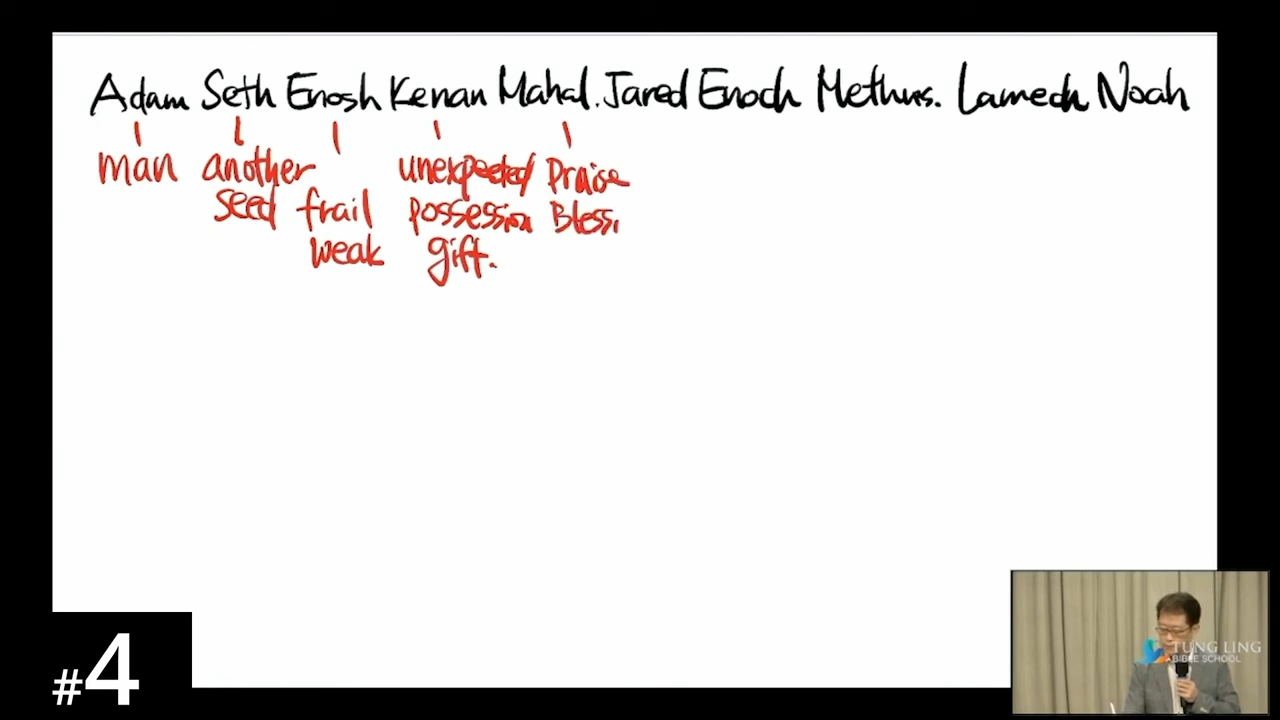 Adam Seth Enosh Kenan Mahal. Jared Enoch Methus. Lamech Noah
man another unexpected Praise
seed frail possession Blessi
weak gift.
#4
TUNG LING
BIBLE SCHOOL